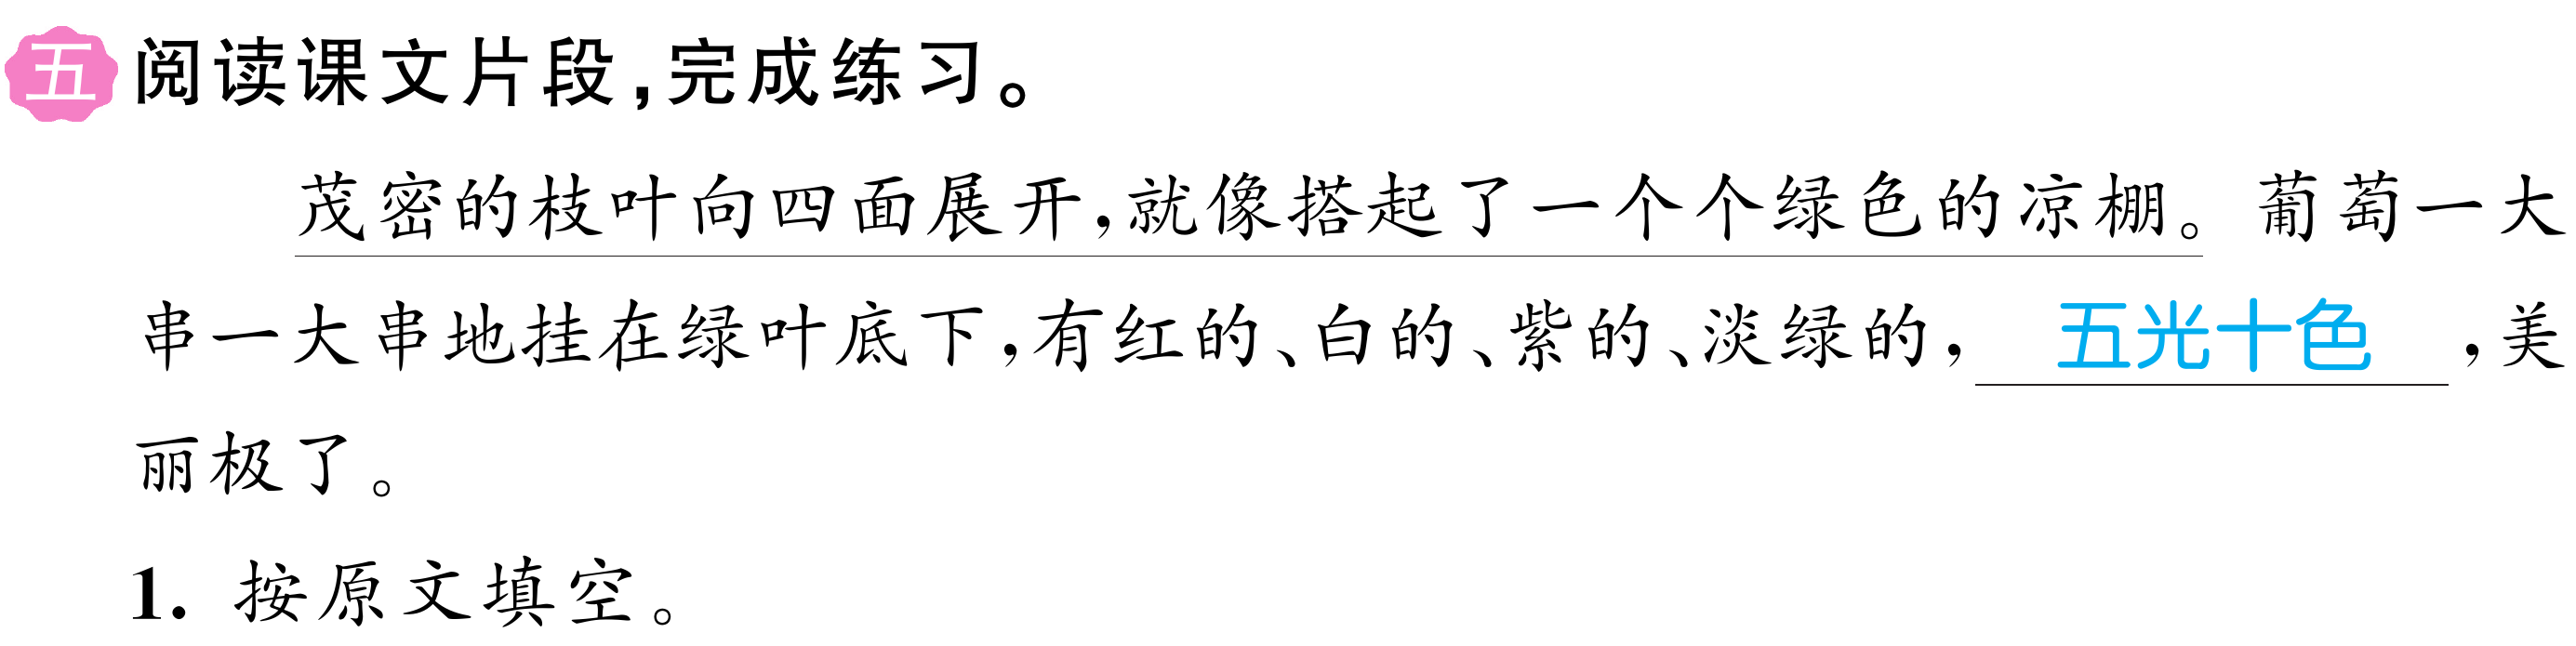 五 阅读课文片段,完成练习。
茂密的枝叶向四面展开,就像搭起了一个个绿色的凉棚。葡萄一大
串一大串地挂在绿叶底下,有红的、白的、紫的、淡绿的,五光十色,美
丽极了。
1. 按原文填空。